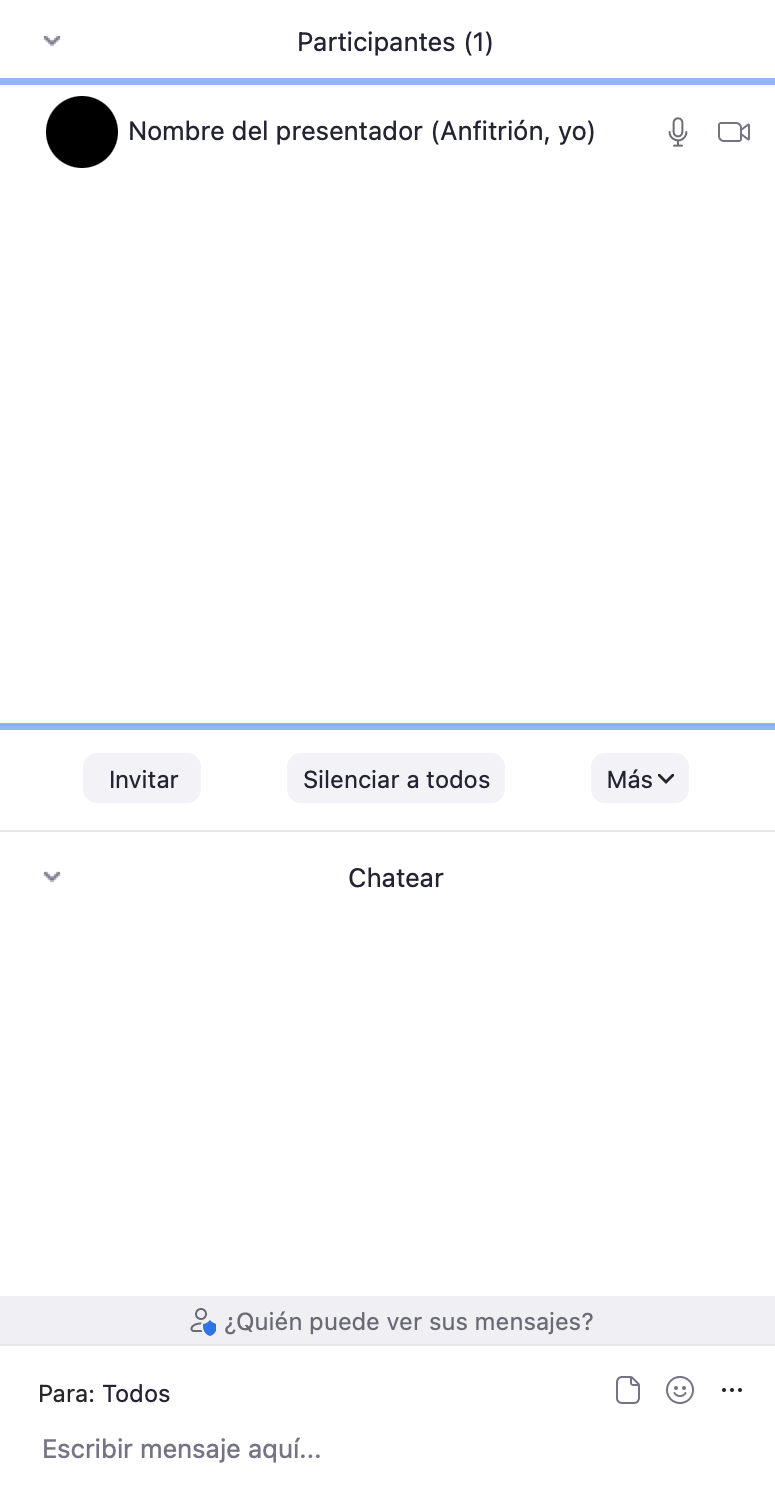 Participantes (1)
Nombre del presentador (Anfitrión, yo)
Invitar
Silenciar a todos
Más
Chatear
¿Quién puede ver sus mensajes?
Para: Todos
Escribir mensaje aquí...